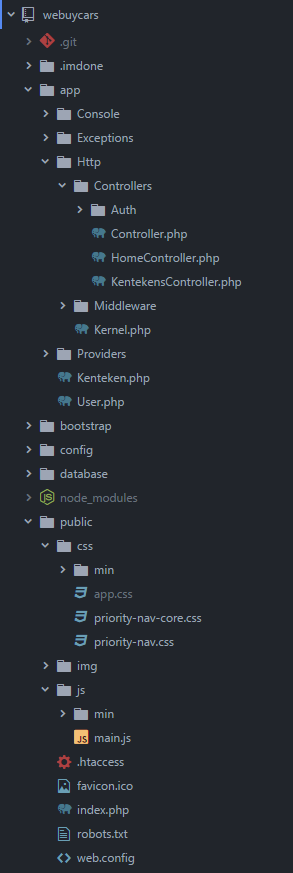 webuycars
.git
.imdone
app
Console
Exceptions
Http
Controllers
Auth
Controller.php
HomeController.php
KentekensController.php
Middleware
Kernel.php
Providers
Kenteken.php
User.php
bootstrap
config
database
node_modules
public
css
min
app.css
priority-nav-core.css
priority-nav.css
img
js
min
main.js
.htaccess
favicon.ico
index.php
robots.txt
web.config